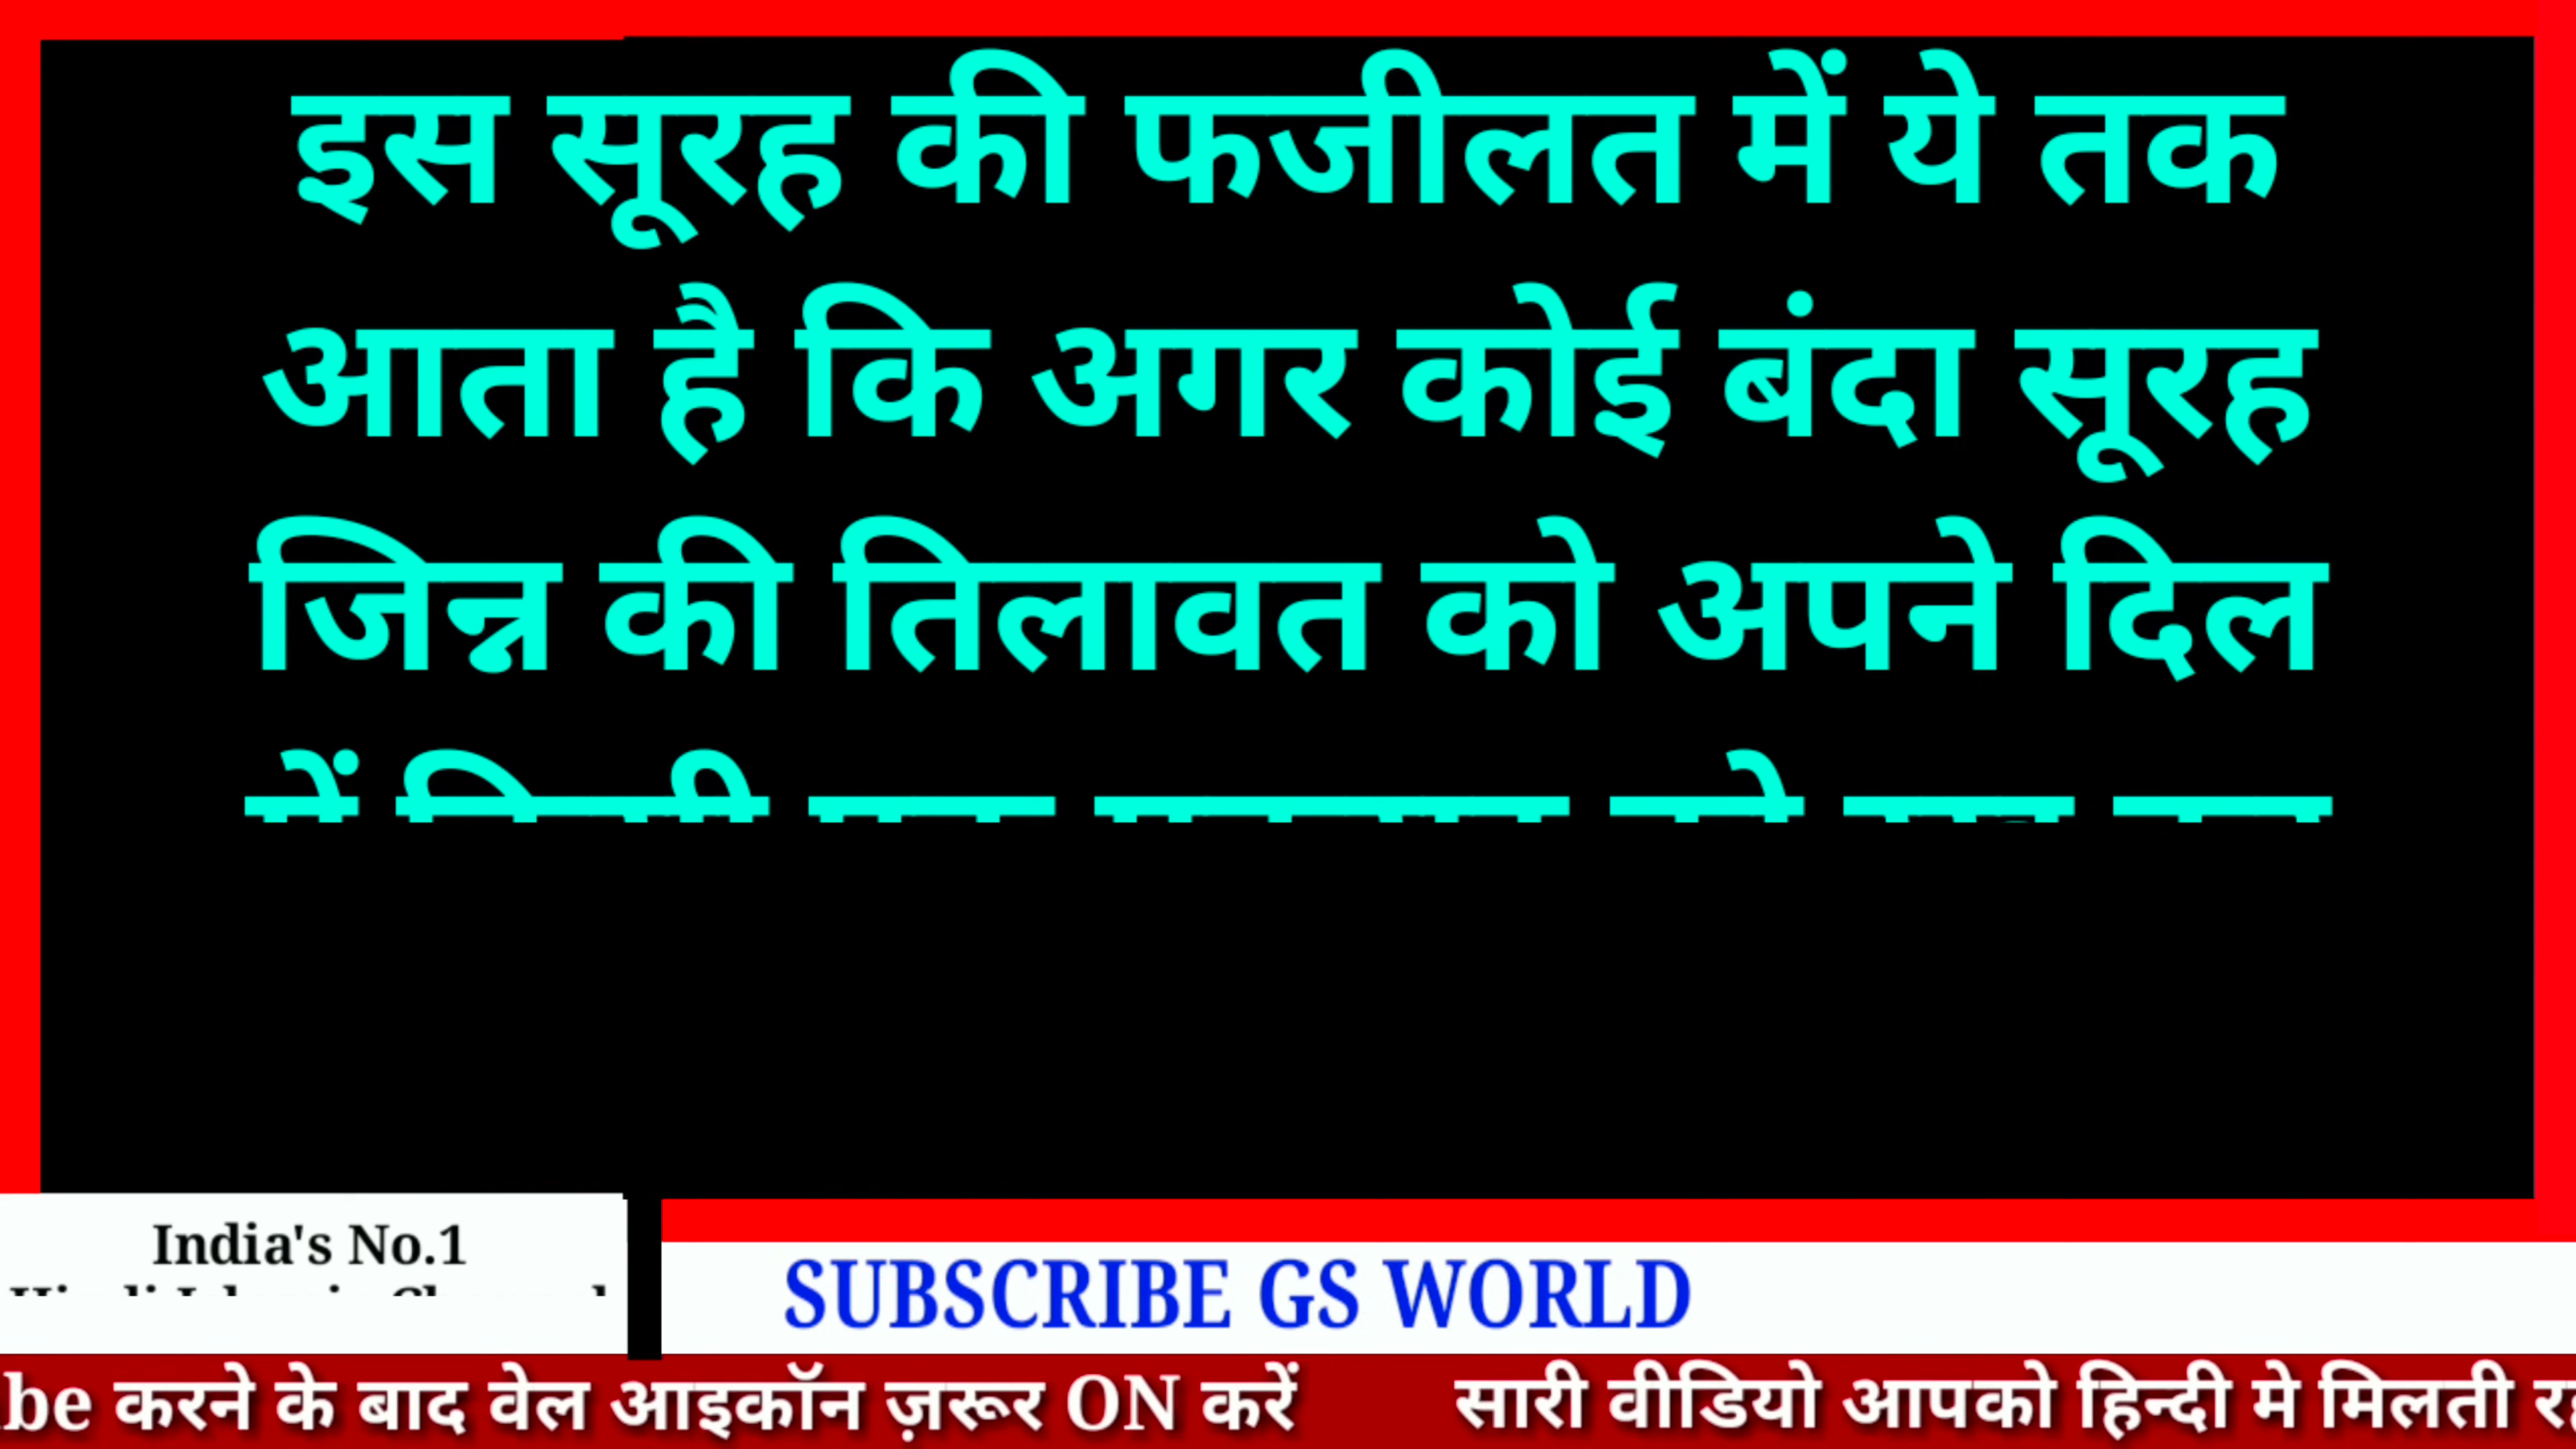 इस सूरह की फजीलत में ये तक
आता है कि अगर कोई बंदा सूरह
जिन्न की तिलावत को अपने दिल
India's No.1
SUBSCRIBE GS WORLD
be करने के बाद वेल आइकॉन ज़रूर ON करें सारी वीडियो आपको हिन्दी मे मिलती